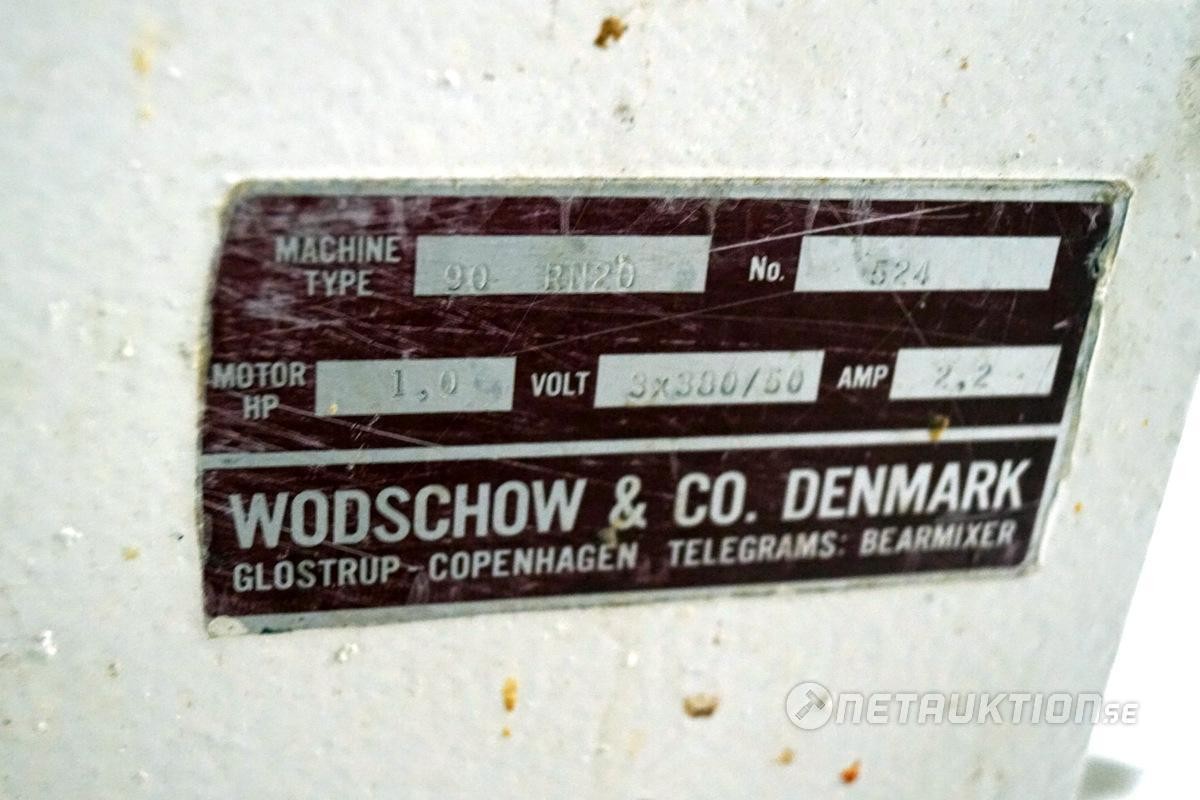 MACHINE TYPE 90 RN20 No. 524
MOTOR HP 1,0 VOLT 3x380/50 AMP 2,2
WODSCHOW & CO. DENMARK
GLOSTRUP-COPENHAGEN TELEGRAMS: BEARMIXER
NETAUKTION.SE